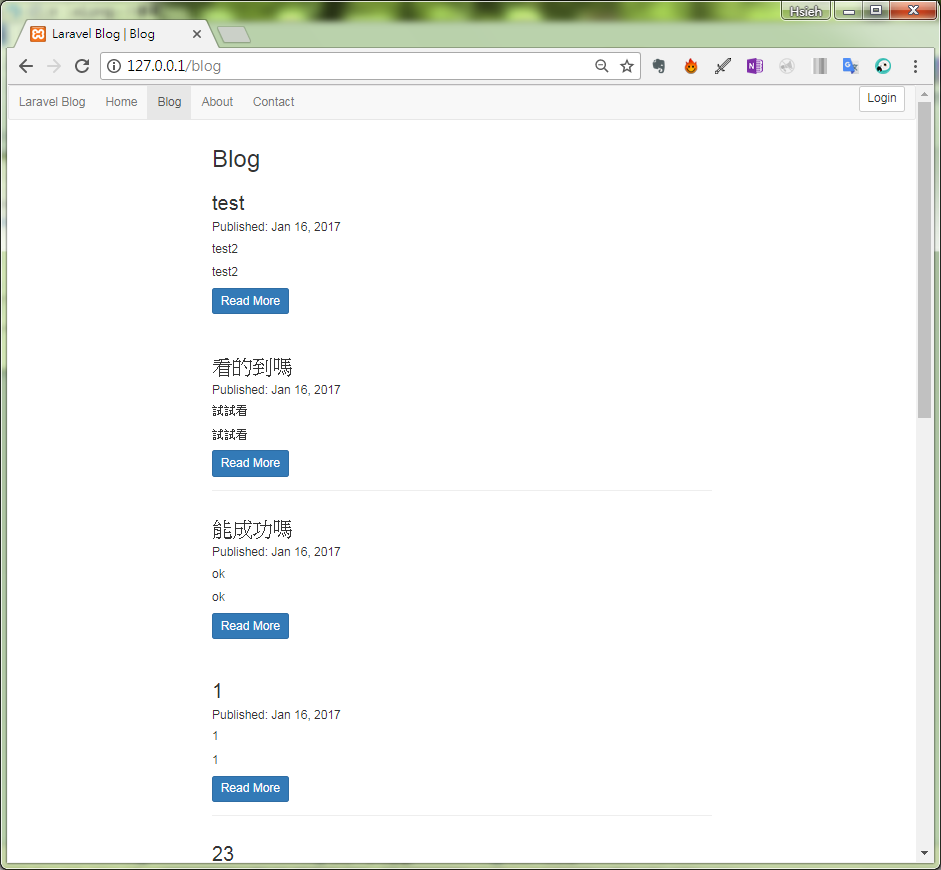 Hsieh
Laravel Blog | Blog
127.0.0.1/blog
Laravel Blog Home Blog About Contact Login
Blog
test
Published: Jan 16, 2017
test2
test2
Read More
看的到嗎
Published: Jan 16, 2017
試試看
試試看
Read More
能成功嗎
Published: Jan 16, 2017
ok
ok
Read More
1
Published: Jan 16, 2017
1
1
Read More
23